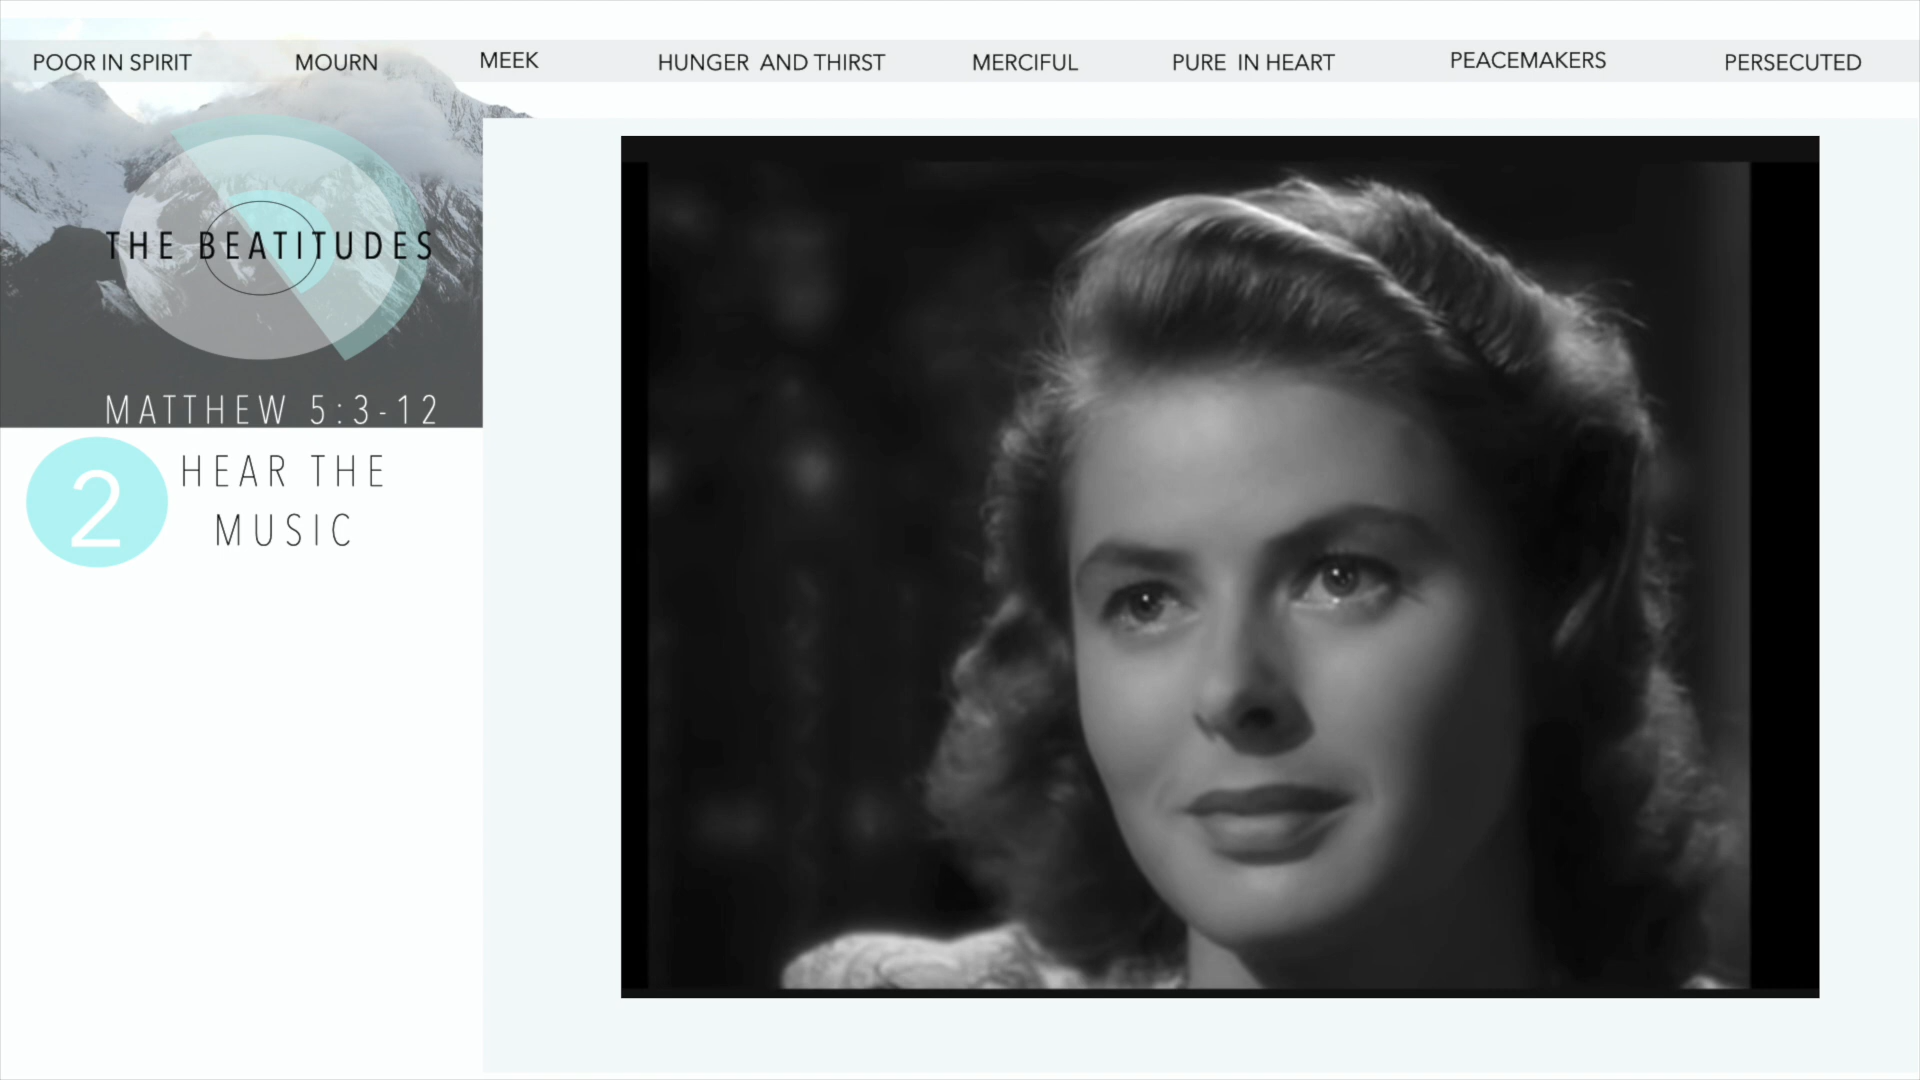 POOR IN SPIRIT MOURN MEEK HUNGER AND THIRST MERCIFUL PURE IN HEART PEACEMAKERS PERSECUTED
THE BEATITUDES
MATTHEW 5:3-12
2 HEAR THE
MUSIC